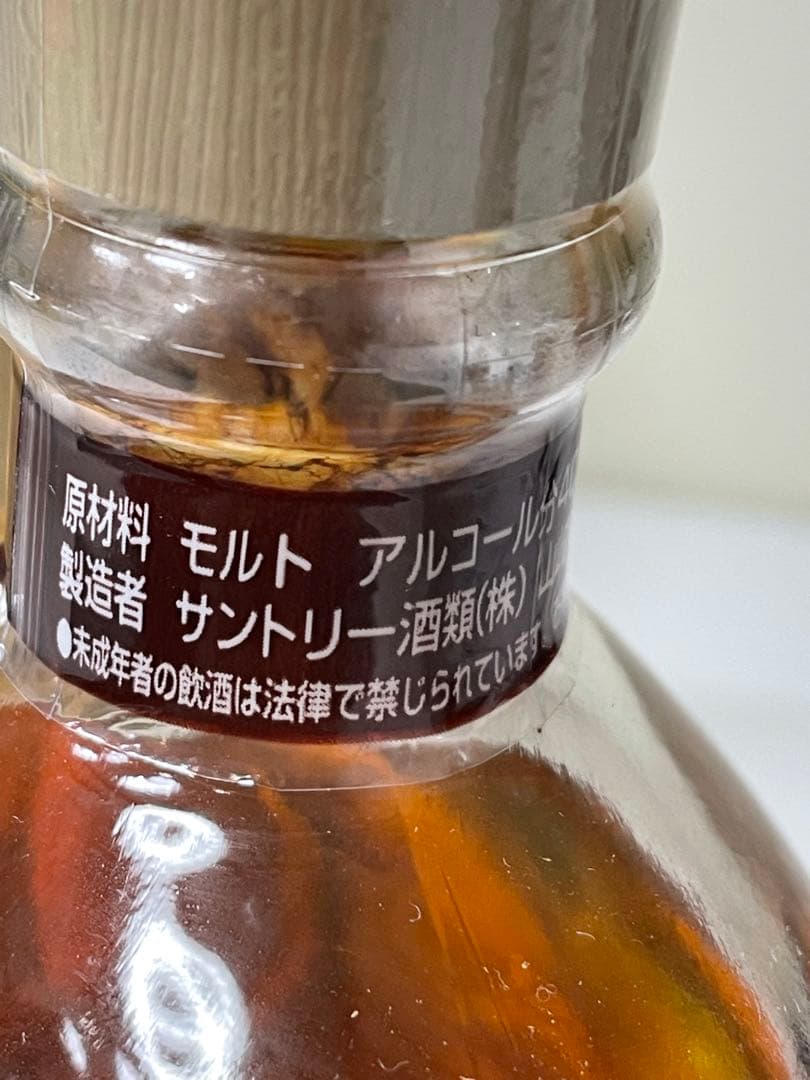 原材料 モルト アルコール分4
製造者 サントリー酒類(株) 山
●未成年者の飲酒は法律で禁じられています